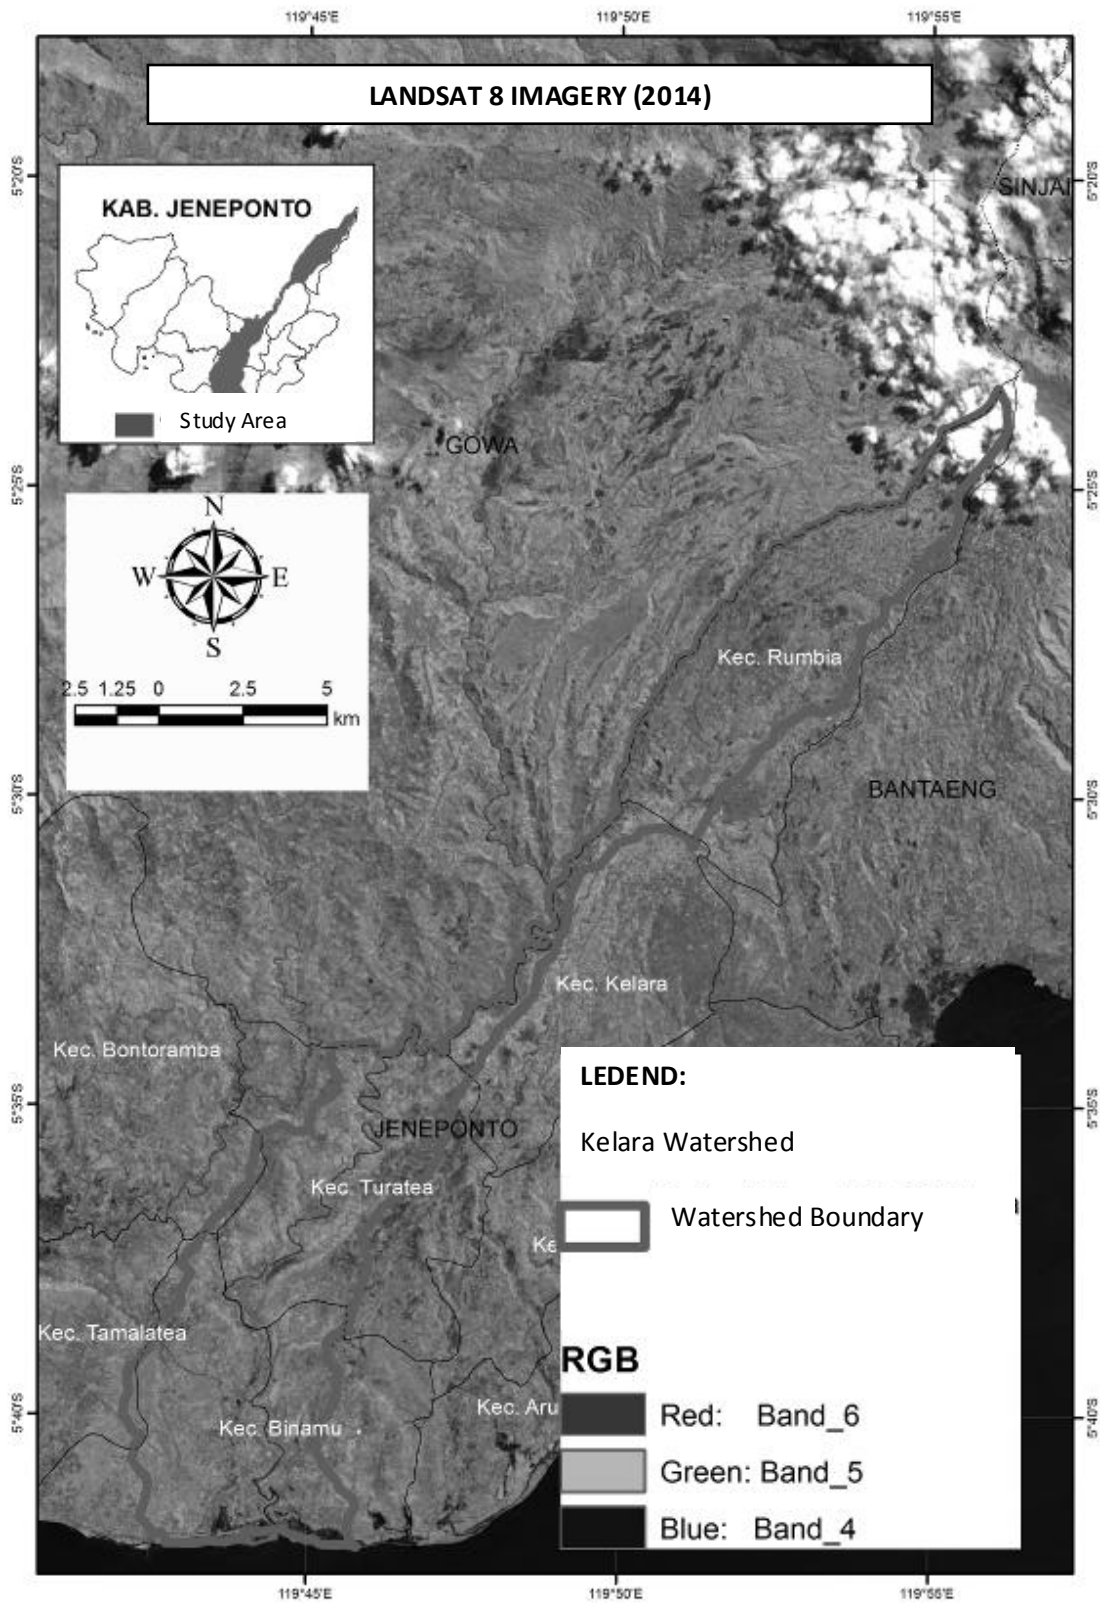 119°45'E 119°50'E 119°55'E
LANDSAT 8 IMAGERY (2014)
5°20'S 5°20'S
SINJAI
KAB. JENEPONTO
Study Area
GOWA
5°25'S 5°25'S
N
W E
S
Kec. Rumbia
2.5 1.25 0 2.5 5
km
BANTAENG
5°30'S 5°30'S
Kec. Kelara
Kec. Bontoramba
LEDEND:
5°35'S 5°35'S
JENEPONTO
Kelara Watershed
Kec. Turatea
Watershed Boundary
Ke
Kec. Tamalatea
RGB
Kec. Aru
5°40'S 5°40'S
Red: Band_6
Kec. Binamu
Green: Band_5
Blue: Band_4
119°45'E 119°50'E 119°55'E